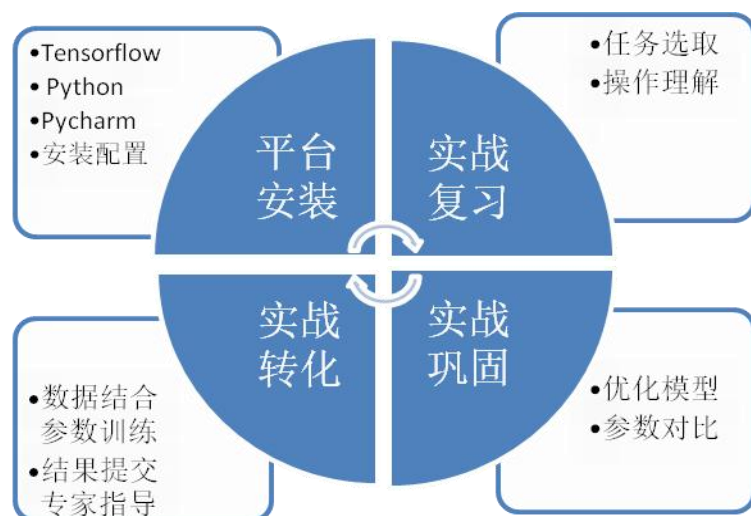 •Tensorflow
• Python
•Pycharm
•安装配置
平台
安装
实战
复习
•任务选取
•操作理解
实战
转化
实战
巩固
•数据结合
参数训练
•结果提交
专家指导
•优化模型
•参数对比